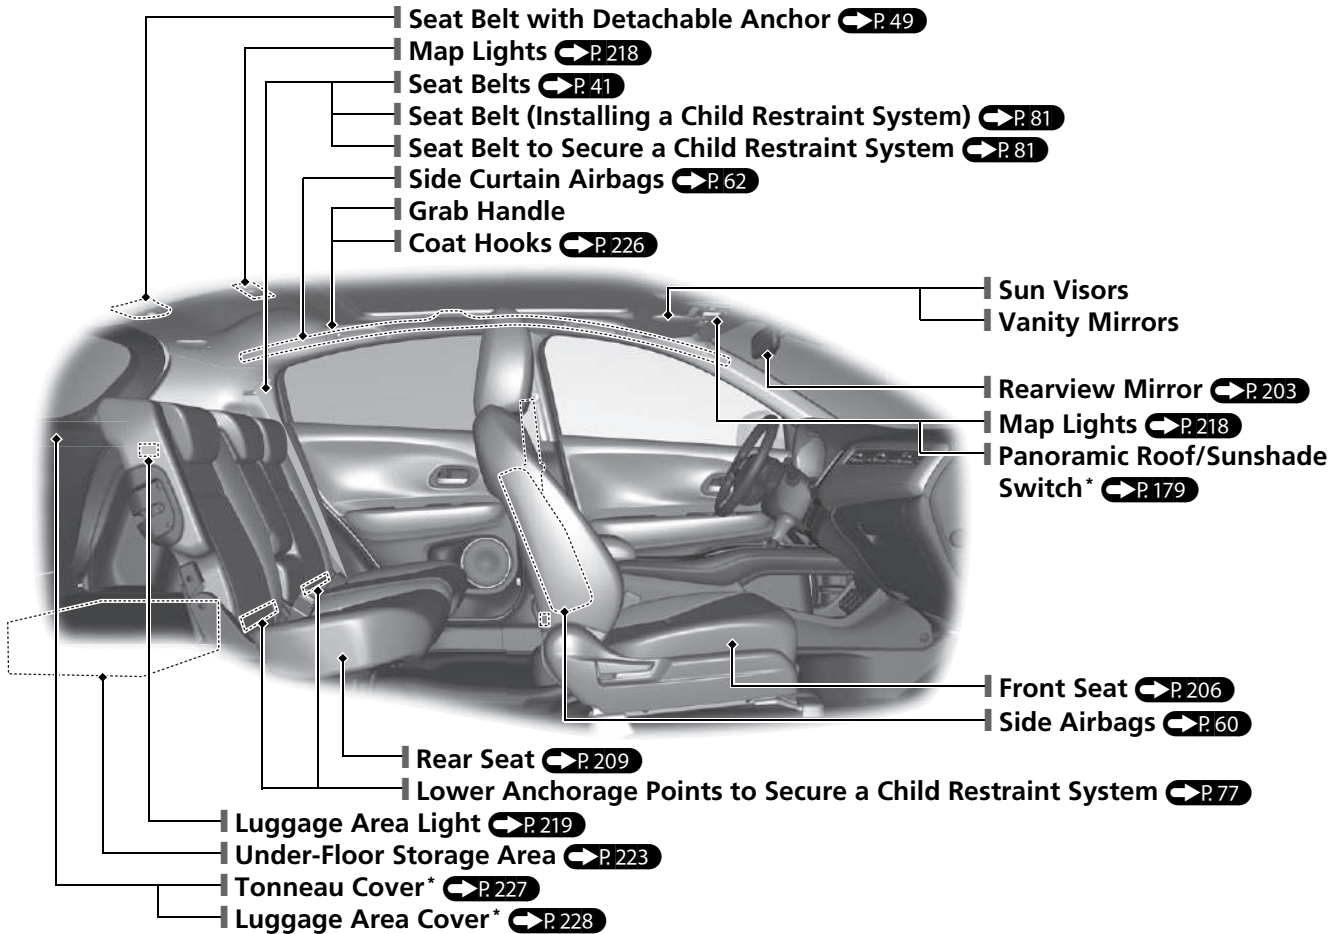 Seat Belt with Detachable Anchor P. 49
Map Lights P. 218
Seat Belts P. 41
Seat Belt (Installing a Child Restraint System) P. 81
Seat Belt to Secure a Child Restraint System P. 81
Side Curtain Airbags P. 62
Grab Handle
Coat Hooks P. 226
Sun Visors
Vanity Mirrors
Rearview Mirror P. 203
Map Lights P. 218
Panoramic Roof/Sunshade
Switch* P. 179
Front Seat P. 206
Side Airbags P. 60
Rear Seat P. 209
Lower Anchorage Points to Secure a Child Restraint System P. 77
Luggage Area Light P. 219
Under-Floor Storage Area P. 223
Tonneau Cover* P. 227
Luggage Area Cover* P. 228